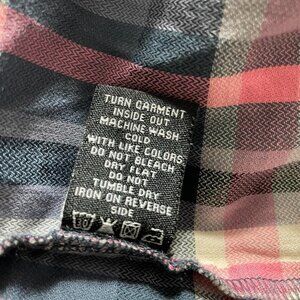 TURN GARMENT
INSIDE OUT
MACHINE WASH
COLD
WITH LIKE COLORS
DO NOT BLEACH
DRY FLAT
DO NOT
TUMBLE DRY
IRON ON REVERSE
SIDE